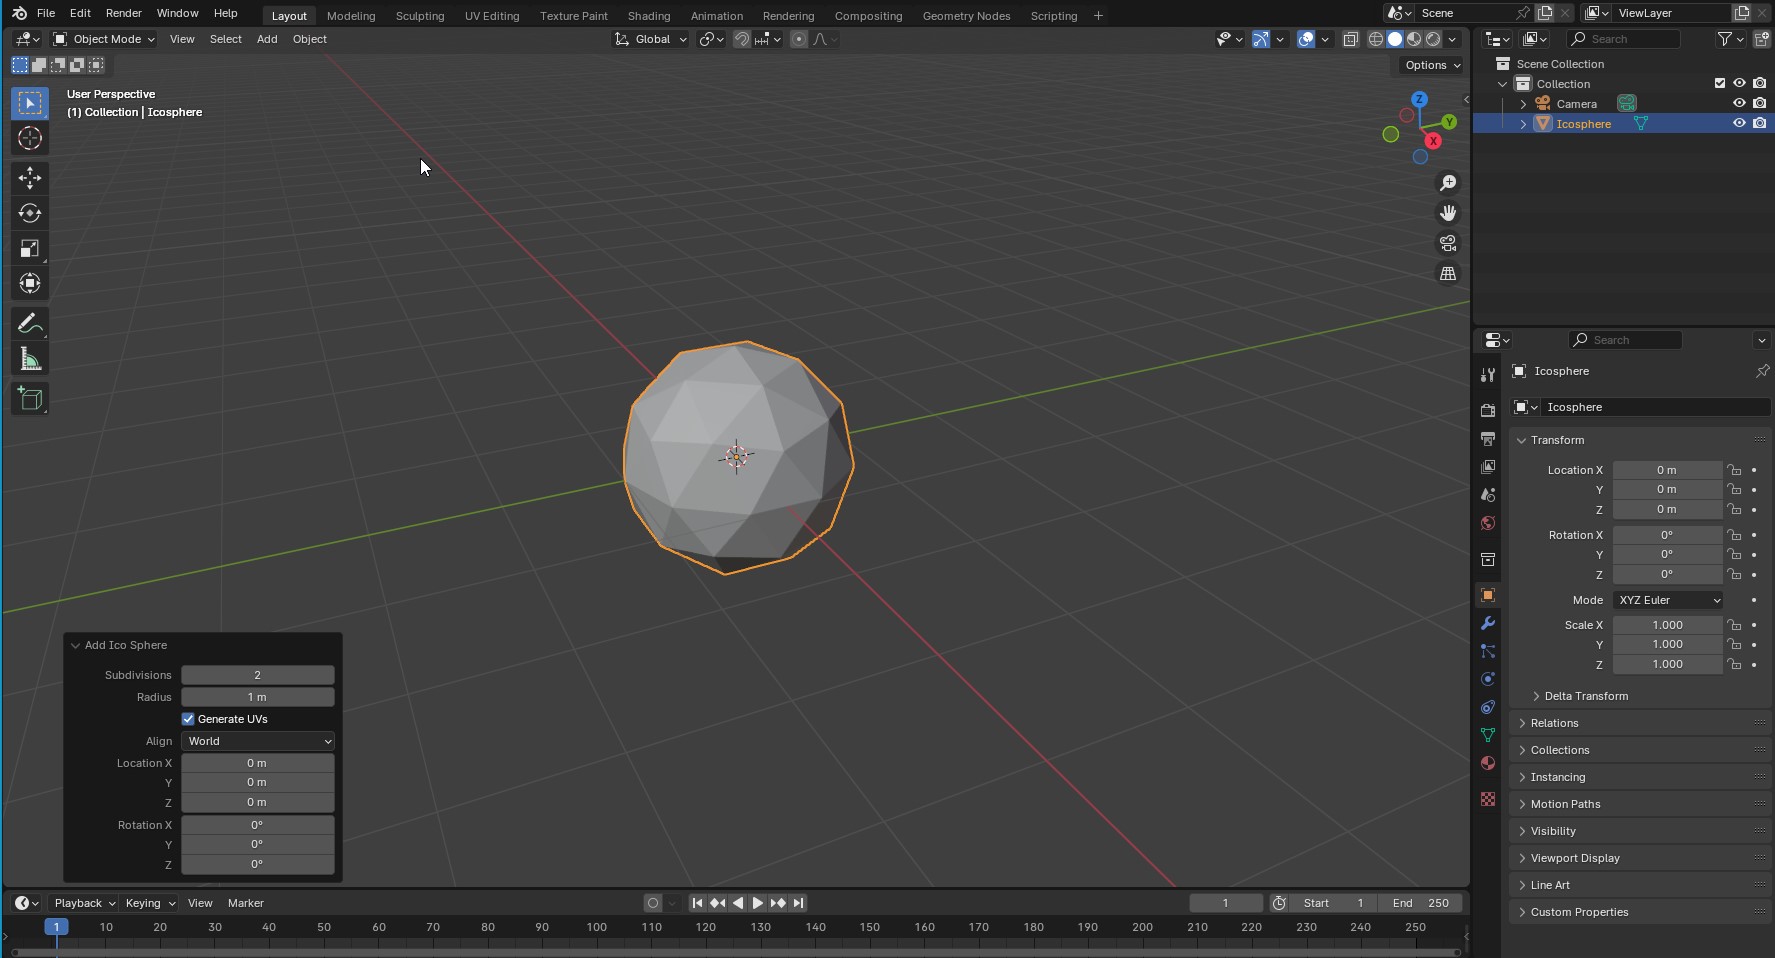 File Edit Render Window Help Layout Modeling Sculpting UV Editing Texture Paint Shading Animation Rendering Compositing Geometry Nodes Scripting + Scene ViewLayer
Object Mode View Select Add Object Global Search
Options
User Perspective
(1) Collection | Icosphere
Z
Y
X
Scene Collection
Collection
Camera
Icosphere
Search
Icosphere
Icosphere
Transform
Location X 0 m
Y 0 m
Z 0 m
Rotation X 0°
Y 0°
Z 0°
Mode XYZ Euler
Scale X 1.000
Y 1.000
Z 1.000
Delta Transform
Relations
Collections
Instancing
Motion Paths
Visibility
Viewport Display
Line Art
Custom Properties
Add Ico Sphere
Subdivisions 2
Radius 1 m
Generate UVs
Align World
Location X 0 m
Y 0 m
Z 0 m
Rotation X 0°
Y 0°
Z 0°
Playback Keying View Marker 1 Start 1 End 250
1 10 20 30 40 50 60 70 80 90 100 110 120 130 140 150 160 170 180 190 200 210 220 230 240 250